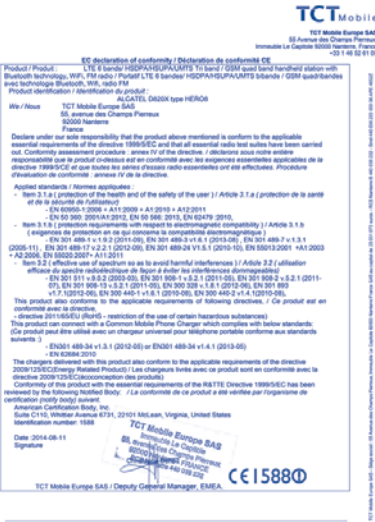 TCT Mobile
TCT Mobile Europe SAS
55 Avenue des Champs Pierreux
Immeuble Le Capitole 92000 Nanterre, France
+33 1 46 52 61 00
EC declaration of conformity / Déclaration de conformité CE
Product / Produit : LTE 6 bands/ HSDPA/HSUPA/UMTS Tri band / GSM quad band handheld station with
Bluetooth technology, WiFi, FM radio / Portatif LTE 6 bandes/ HSDPA/HSUPA/UMTS bibande / GSM quadribandes
avec technologie Bluetooth, Wifi, radio FM
Product identification / Identification du produit :
ALCATEL D820X type HERO8
We / Nous TCT Mobile Europe SAS
55, avenue des Champs Pierreux
92000 Nanterre
France
Declare under our sole responsibility that the product above mentioned is conform to the applicable
essential requirements of the directive 1999/5/EC and that all essential radio test suites have been carried
out. Conformity assessment procedure : annex IV of the directive. / déclarons sous notre entière
responsabilité que le produit ci-dessus est en conformité avec les exigences essentielles applicables de la
directive 1999/5/CE et que toutes les séries d'essais radio essentielles ont été effectuées. Procédure
d'évaluation de conformité : annexe IV de la directive.
Applied standards / Normes appliquées :
- Item 3.1.a ( protection of the health and of the safety of the user ) / Article 3.1.a ( protection de la santé
et de la sécurité de l'utilisateur)
- EN 60950-1:2006 + A11:2009 + A1:2010 + A12:2011
- EN 50 360: 2001/A1:2012, EN 50 566: 2013, EN 62479 :2010,
- Item 3.1.b ( protection requirements with respect to electromagnetic compatibility ) / Article 3.1.b
( exigences de protection en ce qui concerne la compatibilité électromagnétique )
- EN 301 489-1 v.1.9.2 (2011-09), EN 301 489-3 v1.6.1 (2013-08) , EN 301 489-7 v.1.3.1
(2005-11) , EN 301 489-17 v.2.2.1 (2012-09), EN 301 489-24 V1.5.1 (2010-10), EN 55013:2001 +A1:2003
+ A2:2006, EN 55020:2007+ A11:2011
- Item 3.2 ( effective use of spectrum so as to avoid harmful interferences ) / Article 3.2 ( utilisation
efficace du spectre radioélectrique de façon à éviter les interférences dommageables)
- EN 301 511 v.9.0.2 (2003-03), EN 301 908-1 v.5.2.1 (2011-05), EN 301 908-2 v.5.2.1 (2011-
07), EN 301 908-13 v.5.2.1 (2011-05), EN 300 328 v.1.8.1 (2012-06), EN 301 893
v1.7.1(2012-06), EN 300 440-1 v1.6.1 (2010-08), EN 300 440-2 v1.4.1(2010-08),
This product also conform to the applicable requirements of following directives. / Ce produit est en
conformité avec la directive,
- directive 2011/65/EU (RoHS - restriction of the use of certain hazardous substances)
This product can connect with a Common Mobile Phone Charger which complies with below standards:
(Ce produit peut être utilisé avec un chargeur universel pour téléphone portable conforme aux standards
suivants :)
- EN301 489-34 v1.3.1 (2012-05) or EN301 489-34 v1.4.1 (2013-05)
- EN 62684:2010
The chargers delivered with this product also conform to the applicable requirements of the directive
2009/125/EC(Energy Related Product) / Les chargeurs livrés avec ce produit sont en conformité avec la
directive 2009/125/EC(écoconception des produits)
Conformity of this product with the essential requirements of the R&TTE Directive 1999/5/EC has been
reviewed by the following Notified Body. / La conformité de ce produit a été vérifiée par l'organisme de
certification (notify body) suivant.
American Certification Body, Inc.
Suite C110, Whittier Avenue 6731, 22101 McLean, Virginia, United States
Identification number: 1588
Date :2014-08-11
Signature
TCT Mobile Europe SAS
Immeuble Le Capitole
55, Avenue des Champs Pierreux
92000 FRANCE
440 038 222
CE1588
TCT Mobile Europe SAS / Deputy General Manager, EMEA.